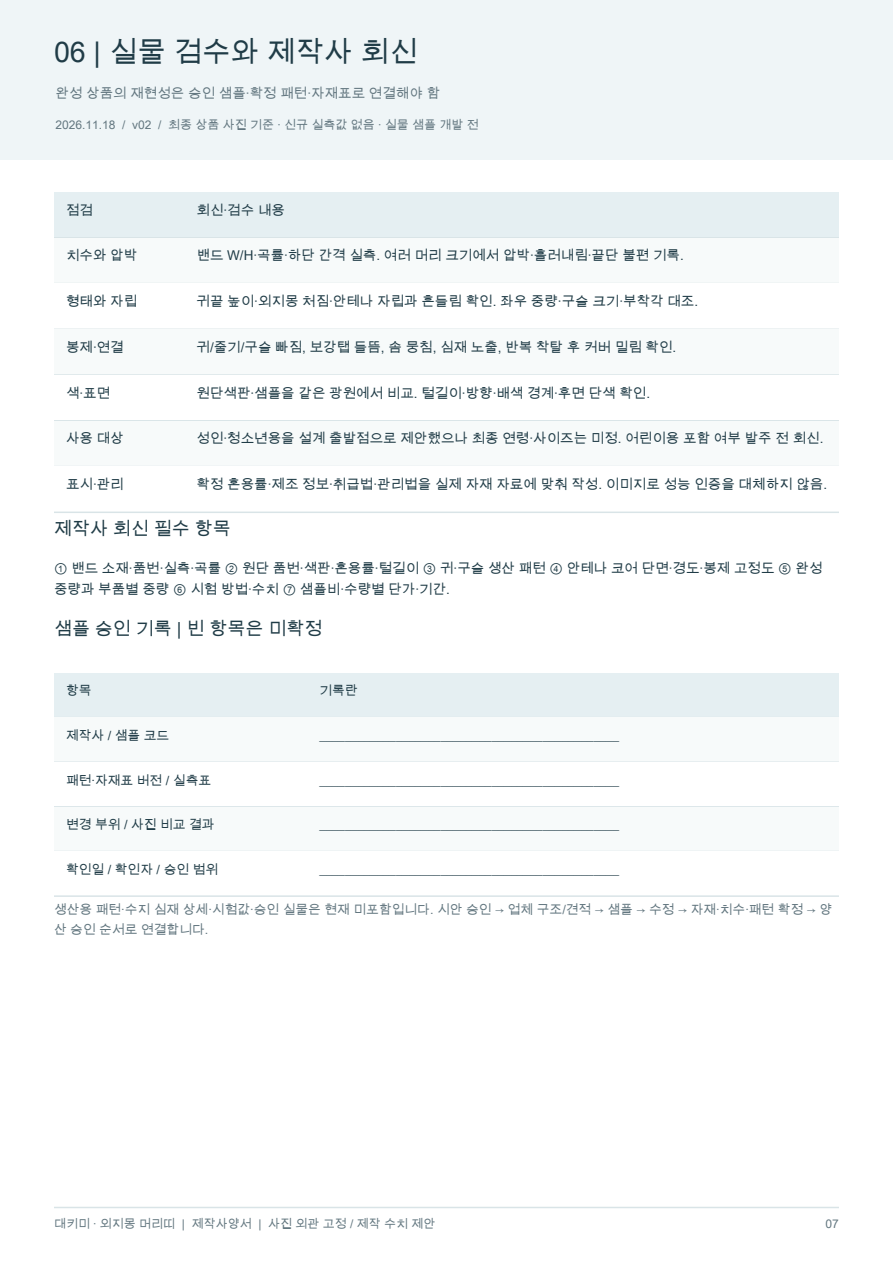 06 | 실물 검수와 제작사 회신
완성 상품의 재현성은 승인 샘플·확정 패턴·자재표로 연결해야 함
2026.11.18 / v02 / 최종 상품 사진 기준 · 신규 실측값 없음 · 실물 샘플 개발 전
점검 회신·검수 내용
치수와 압박 밴드 W/H·곡률·하단 간격 실측. 여러 머리 크기에서 압박·흘러내림·끝단 불편 기록.
형태와 자립 귀끝 높이·외지몽 처짐·안테나 자립과 흔들림 확인. 좌우 중량·구슬 크기·부착각 대조.
봉제·연결 귀/줄기/구슬 빠짐, 보강탭 들뜸, 솜 뭉침, 심재 노출, 반복 착탈 후 커버 밀림 확인.
색·표면 원단색판·샘플을 같은 광원에서 비교. 털길이·방향·배색 경계·후면 단색 확인.
사용 대상 성인·청소년용을 설계 출발점으로 제안했으나 최종 연령·사이즈는 미정. 어린이용 포함 여부 발주 전 회신.
표시·관리 확정 혼용률·제조 정보·취급법·관리법을 실제 자재 자료에 맞춰 작성. 이미지로 성능 인증을 대체하지 않음.
제작사 회신 필수 항목
① 밴드 소재·품번·실측·곡률 ② 원단 품번·색판·혼용률·털길이 ③ 귀·구슬 생산 패턴 ④ 안테나 코어 단면·경도·봉제 고정도 ⑤ 완성
중량과 부품별 중량 ⑥ 시험 방법·수치 ⑦ 샘플비·수량별 단가·기간.
샘플 승인 기록 | 빈 항목은 미확정
항목 기록란
제작사 / 샘플 코드
패턴·자재표 버전 / 실측표
변경 부위 / 사진 비교 결과
확인일 / 확인자 / 승인 범위
생산용 패턴·수지 심재 상세·시험값·승인 실물은 현재 미포함입니다. 시안 승인 → 업체 구조/견적 → 샘플 → 수정 → 자재·치수·패턴 확정 → 양
산 승인 순서로 연결합니다.
대키미 · 외지몽 머리띠 | 제작사양서 | 사진 외관 고정 / 제작 수치 제안 07